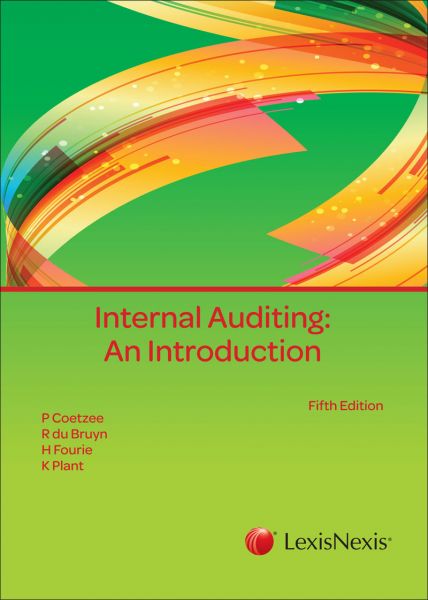 Internal Auditing:
An Introduction
Fifth Edition
P Coetzee
R du Bruyn
H Fourie
K Plant
LexisNexis®